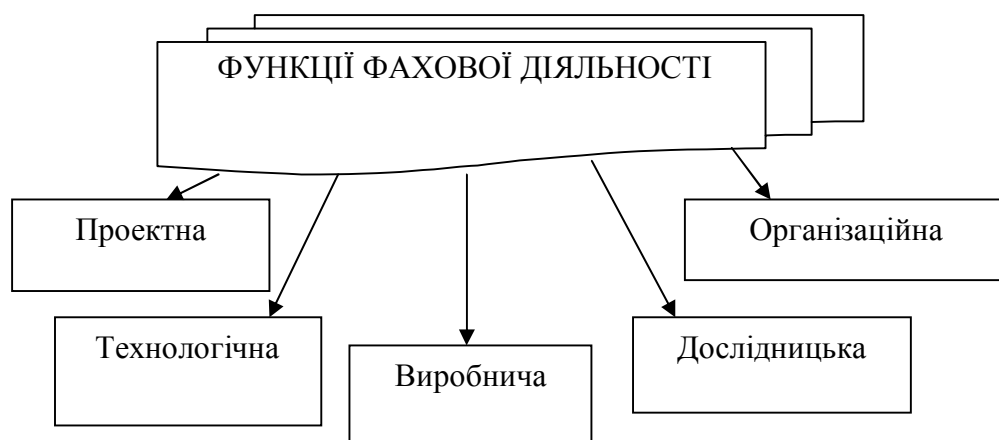 ФУНКЦІЇ ФАХОВОЇ ДІЯЛЬНОСТІ
Проектна
Організаційна
Технологічна
Дослідницька
Виробнича